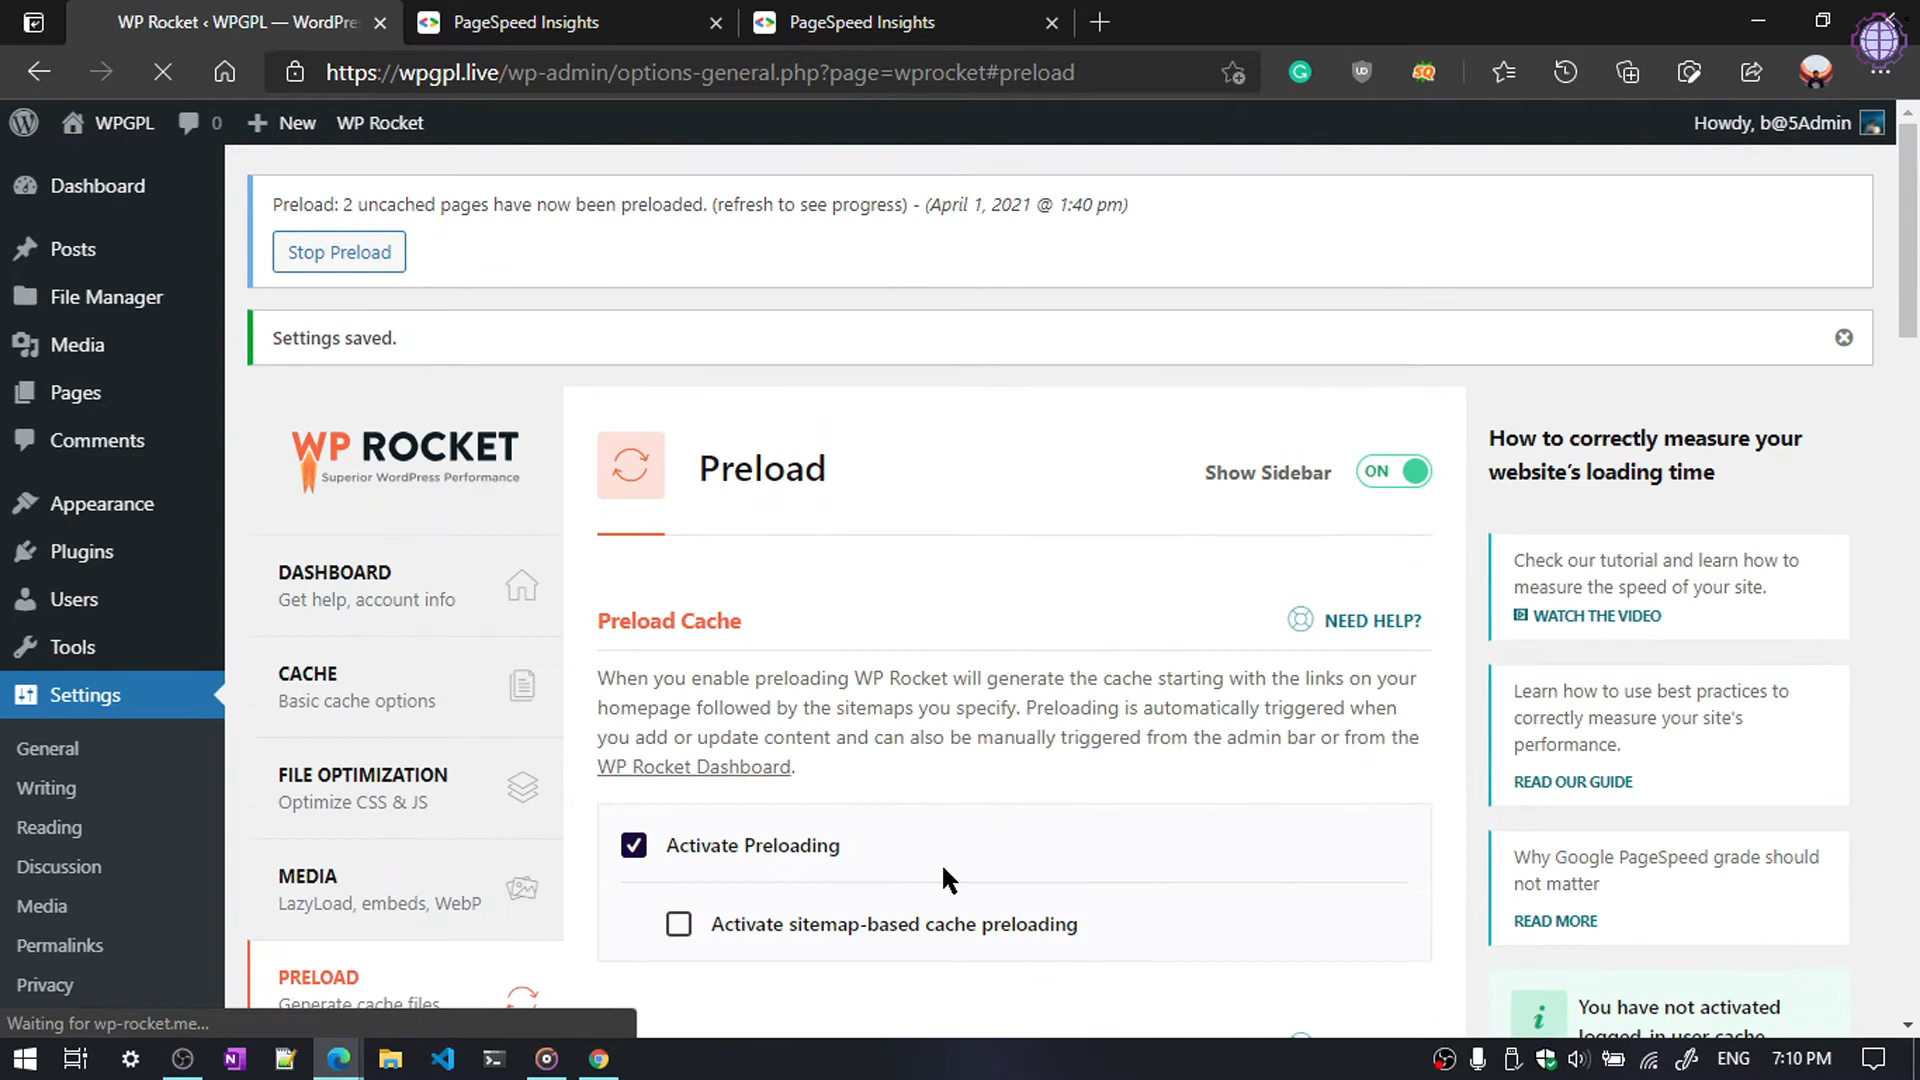 WP Rocket ‹ WPGPL — WordPre
PageSpeed Insights
PageSpeed Insights
https://wpgpl.live/wp-admin/options-general.php?page=wprocket#preload
WPGPL
0
New
WP Rocket
Howdy, b@5Admin
Dashboard
Posts
File Manager
Media
Pages
Comments
Appearance
Plugins
Users
Tools
Settings
General
Writing
Reading
Discussion
Media
Permalinks
Privacy
Preload: 2 uncached pages have now been preloaded. (refresh to see progress) - (April 1, 2021 @ 1:40 pm)
Stop Preload
Settings saved.
WP ROCKET
Superior WordPress Performance
DASHBOARD
Get help, account info
CACHE
Basic cache options
FILE OPTIMIZATION
Optimize CSS & JS
MEDIA
LazyLoad, embeds, WebP
PRELOAD
Generate cache files
Preload
Show Sidebar
ON
Preload Cache
NEED HELP?
When you enable preloading WP Rocket will generate the cache starting with the links on your
homepage followed by the sitemaps you specify. Preloading is automatically triggered when
you add or update content and can also be manually triggered from the admin bar or from the
WP Rocket Dashboard.
Activate Preloading
Activate sitemap-based cache preloading
How to correctly measure your
website's loading time
Check our tutorial and learn how to
measure the speed of your site.
WATCH THE VIDEO
Learn how to use best practices to
correctly measure your site's
performance.
READ OUR GUIDE
Why Google PageSpeed grade should
not matter
READ MORE
You have not activated
logged-in user cache
Waiting for wp-rocket.me...
ENG
7:10 PM